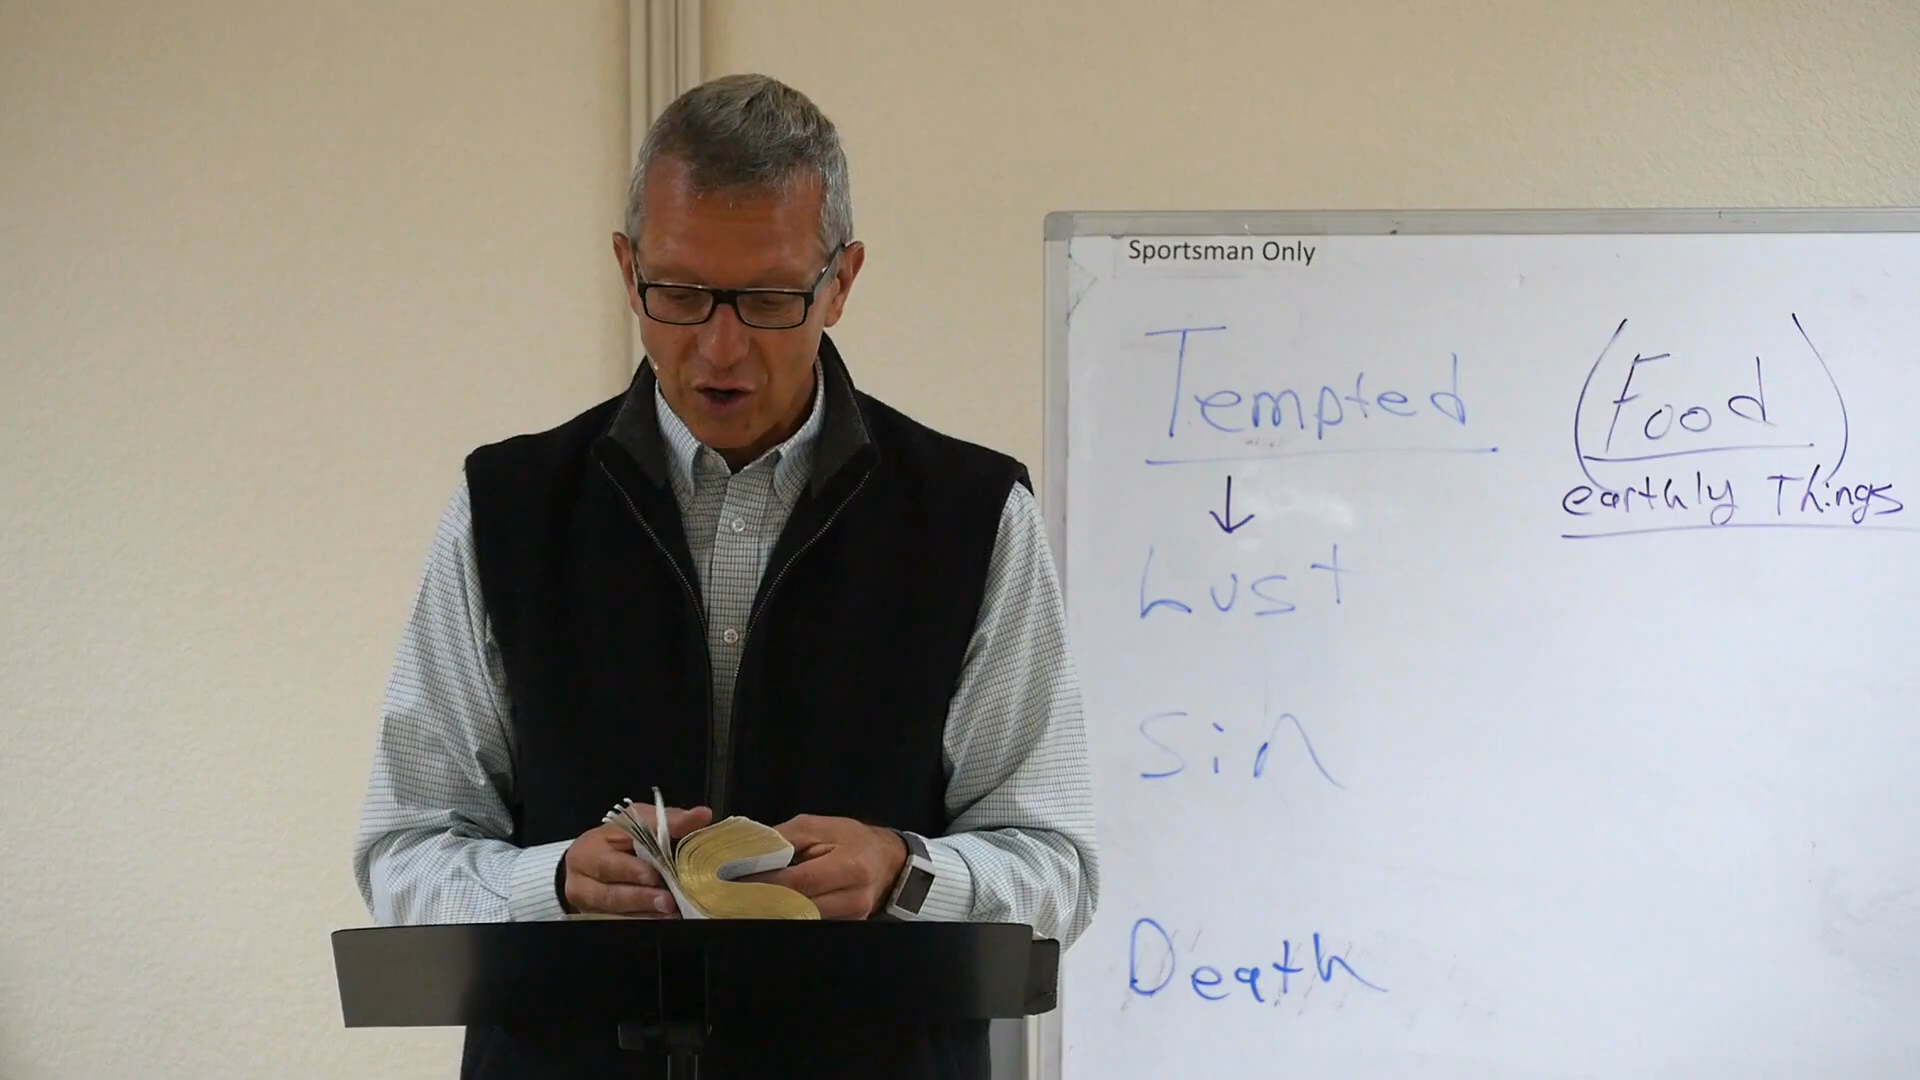 Sportsman Only
Tempted (Food)
earthly Things
↓
Lust
Sin
Death